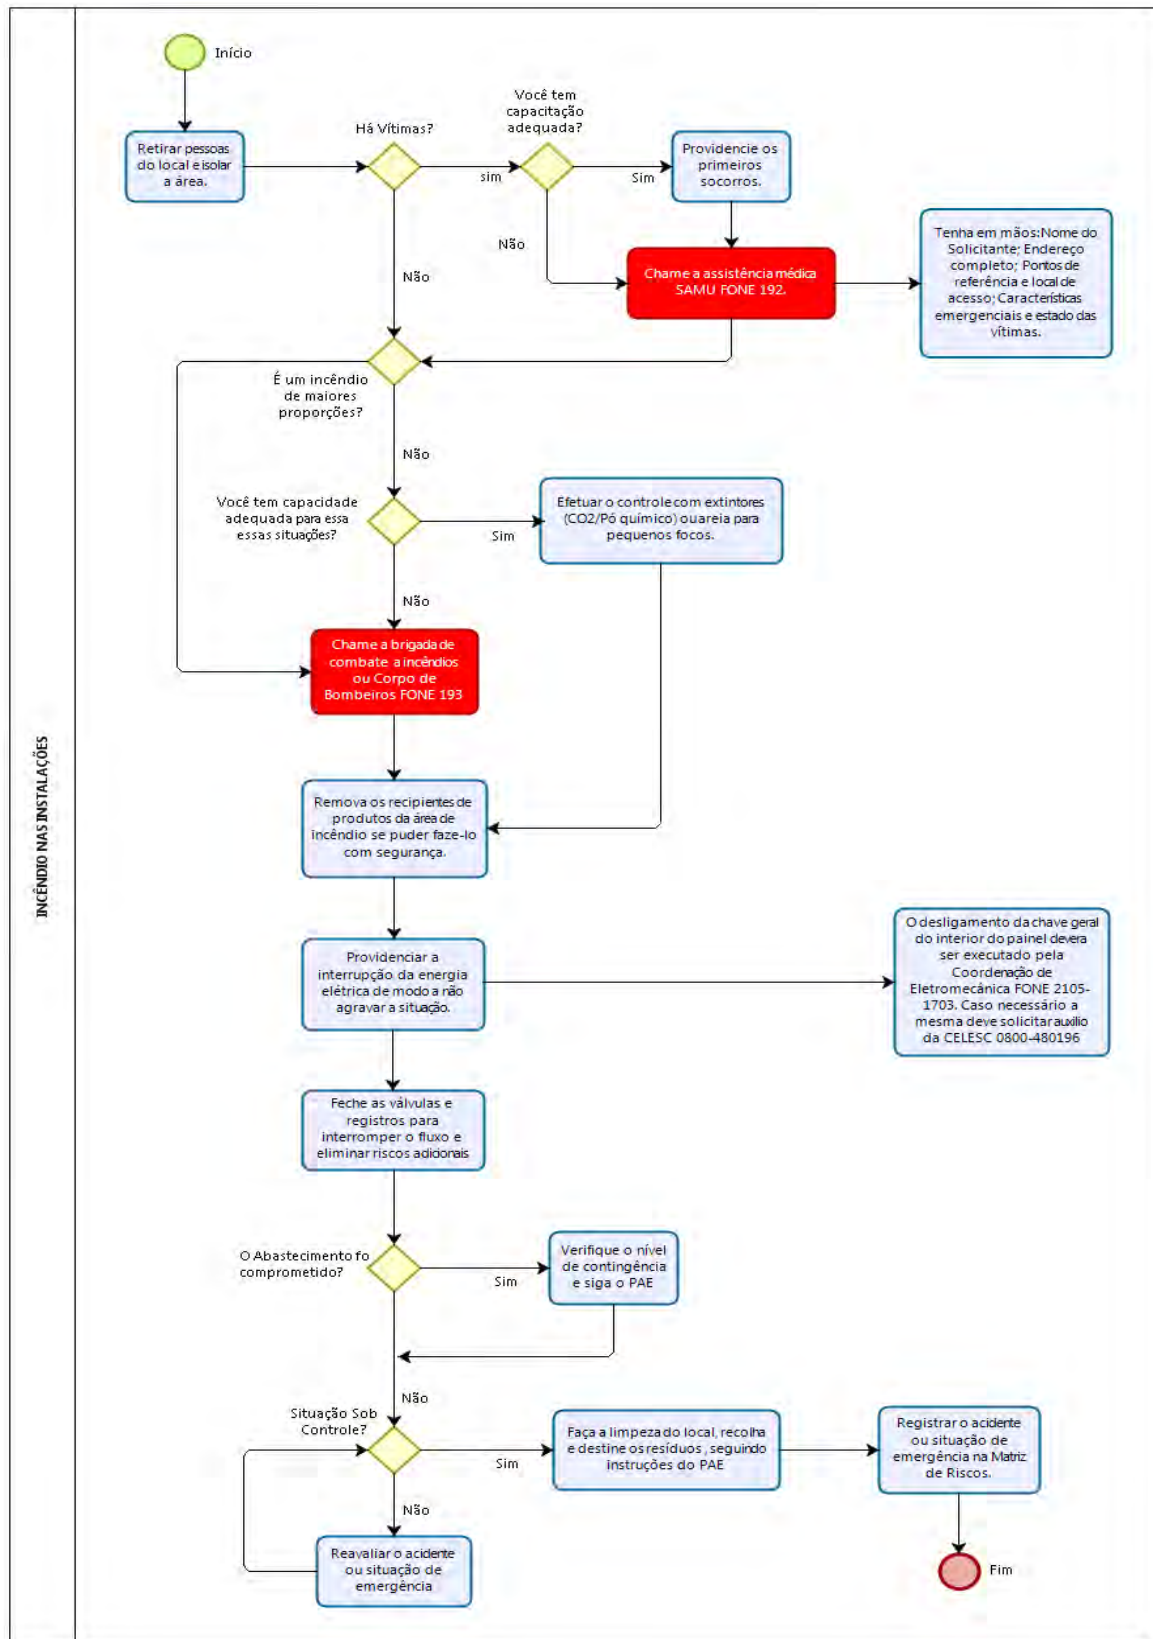 INCÊNDIO NAS INSTALAÇÕES
Início
Retirar pessoas
do local e isolar
a área.
Há Vítimas?
sim
Não
Você tem
capacitação
adequada?
Sim
Não
Providencie os
primeiros
socorros.
Chame a assistência médica
SAMU FONE 192.
Tenha em mãos:Nome do
Solicitante; Endereço
completo; Pontos de
referência e local de
acesso; Características
emergenciais e estado das
vítimas.
É um incêndio
de maiores
proporções?
Não
Você tem capacidade
adequada para essa
essas situações?
Sim
Não
Efetuar o controle com extintores
(CO2/Pó químico) ou areia para
pequenos focos.
Chame a brigada de
combate a incêndios
ou Corpo de
Bombeiros FONE 193
Remova os recipientes de
produtos da área de
incêndio se puder faze-lo
com segurança.
Providenciar a
interrupção da energia
elétrica de modo a não
agravar a situação.
O desligamento da chave geral
do interior do painel devera
ser executado pela
Coordenação de
Eletromecânica FONE 2105-
1703. Caso necessário a
mesma deve solicitar auxilio
da CELESC 0800-480196
Feche as válvulas e
registros para
interromper o fluxo e
eliminar riscos adicionais
O Abastecimento fo
comprometido?
Sim
Verifique o nível
de contingência
e siga o PAE
Não
Situação Sob
Controle?
Sim
Não
Faça a limpeza do local, recolha
e destine os resíduos , seguindo
instruções do PAE
Registrar o acidente
ou situação de
emergência na Matriz
de Riscos.
Reavaliar o acidente
ou situação de
emergência
Fim